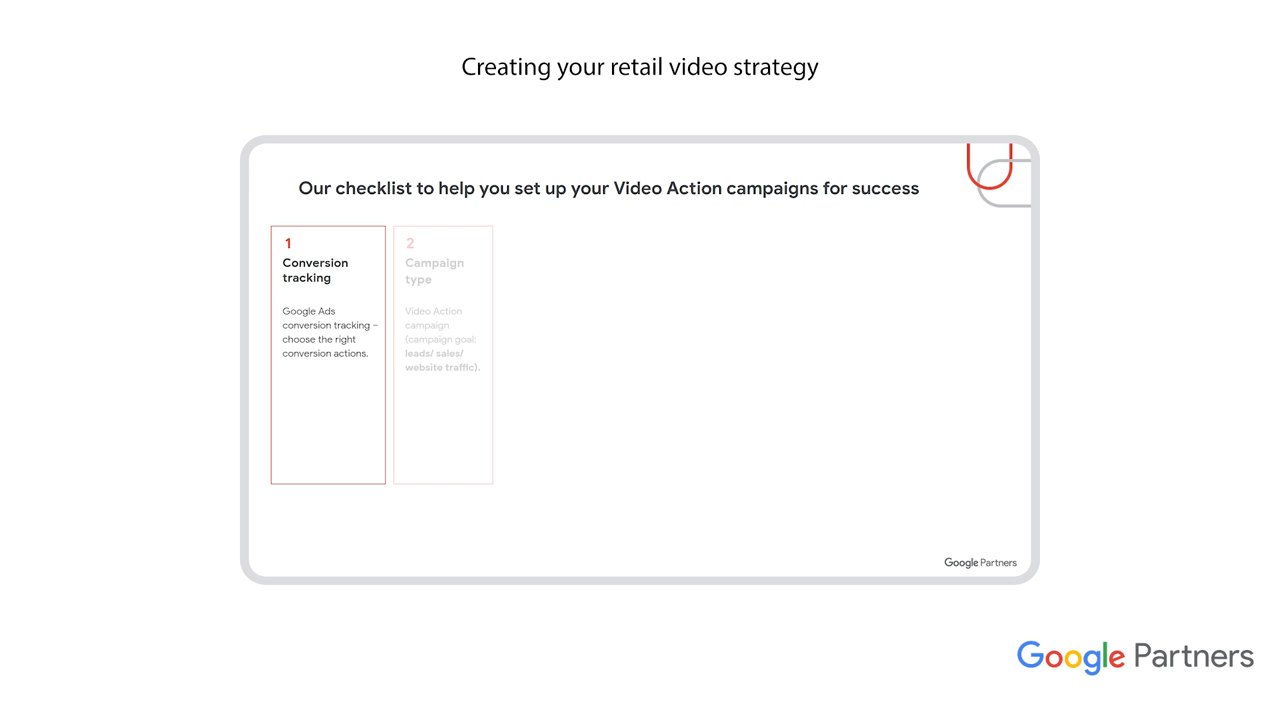 Creating your retail video strategy
Our checklist to help you set up your Video Action campaigns for success
1
Conversion
tracking
Google Ads
conversion tracking –
choose the right
conversion actions.
2
Campaign
type
Video Action
campaign
(campaign goal:
leads/ sales/
website traffic).
Google Partners
Google Partners